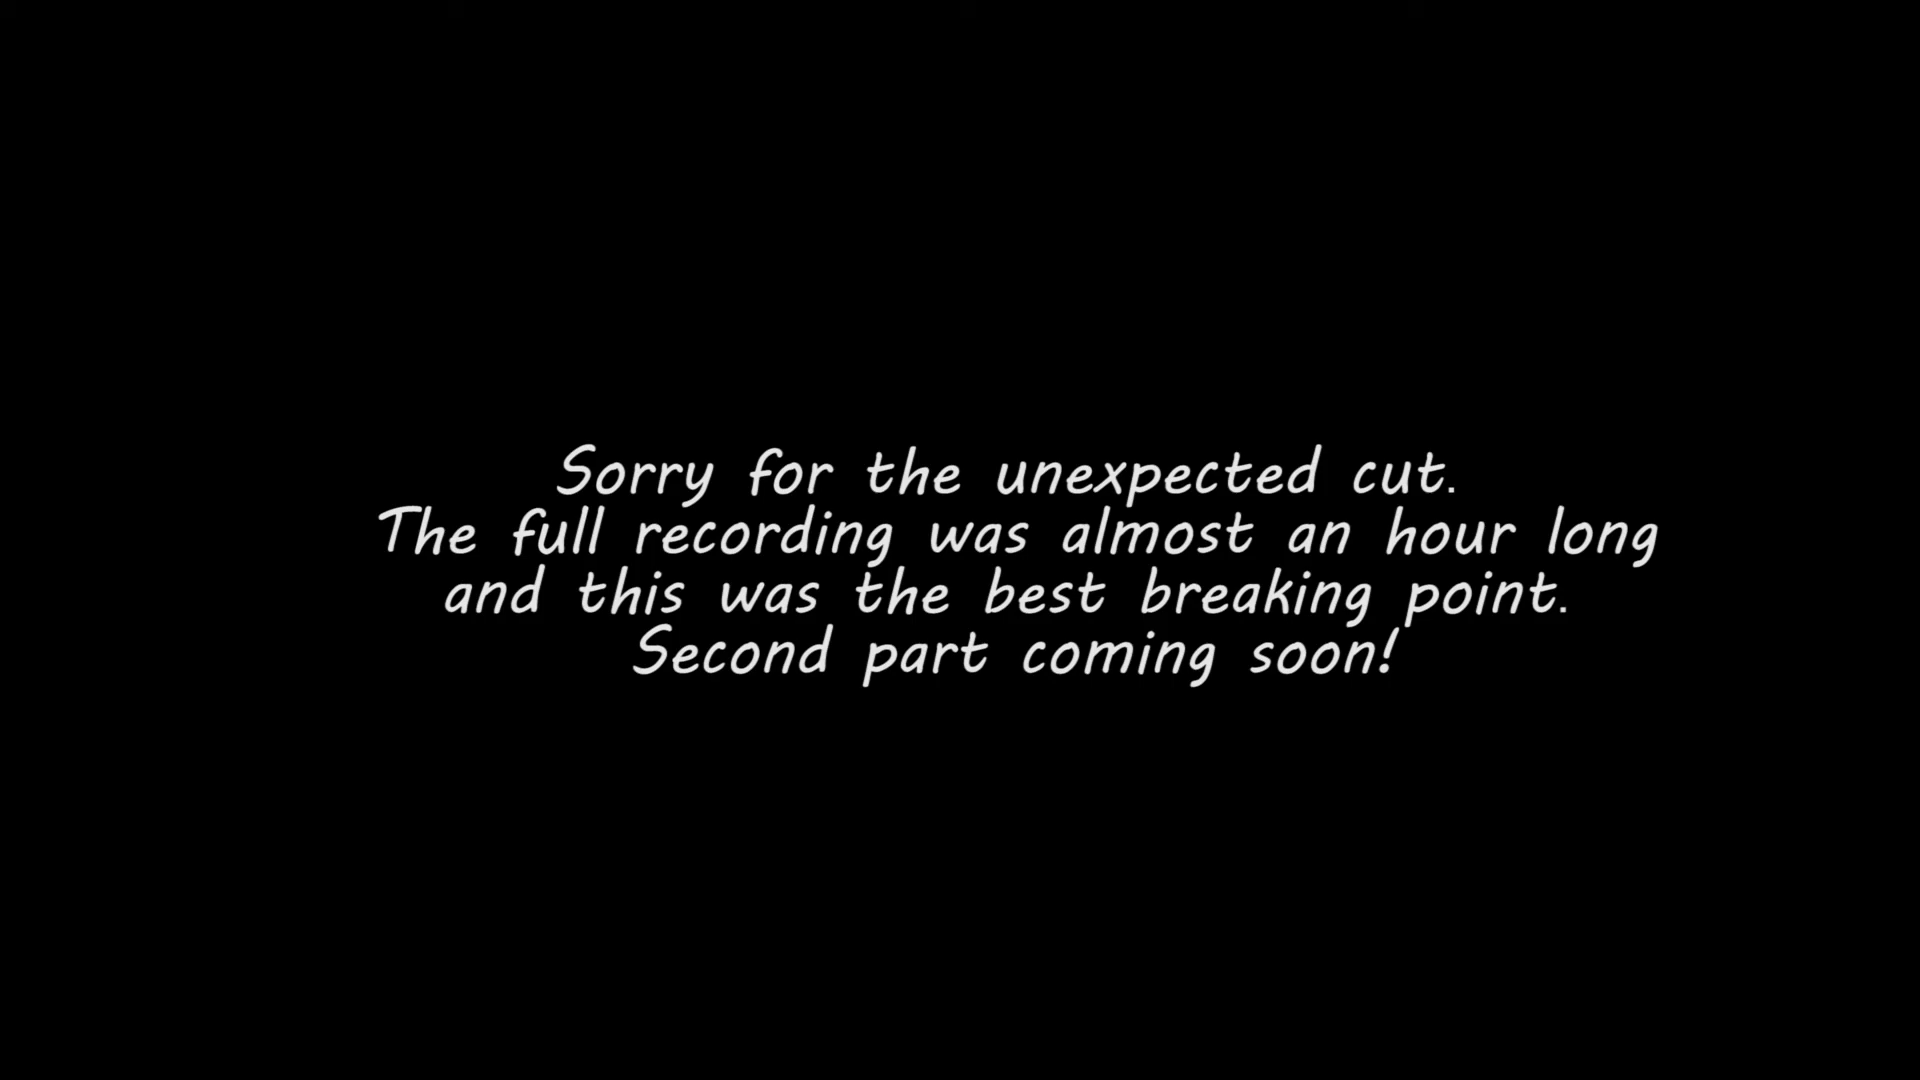 Sorry for the unexpected cut.
The full recording was almost an hour long
and this was the best breaking point.
Second part coming soon!